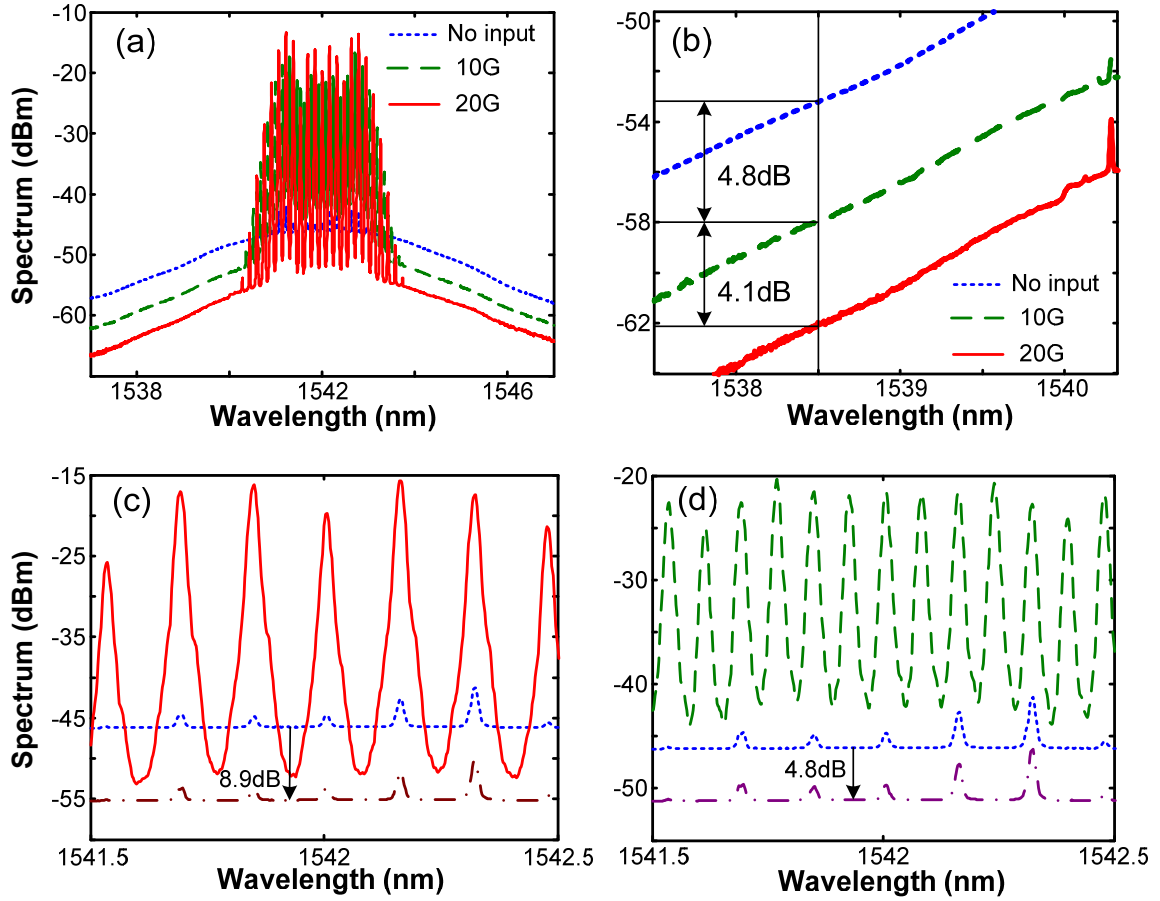 (a)
No input
10G
20G
-10
-20
-30
-40
-50
-60
Spectrum (dBm)
1538
1542
1546
Wavelength (nm)
(b)
-50
-54
-58
-62
4.8dB
4.1dB
No input
10G
20G
1538
1539
1540
Wavelength (nm)
(c)
-15
-25
-35
-45
-55
Spectrum (dBm)
8.9dB
1541.5
1542
1542.5
Wavelength (nm)
(d)
-20
-30
-40
-50
4.8dB
1541.5
1542
1542.5
Wavelength (nm)